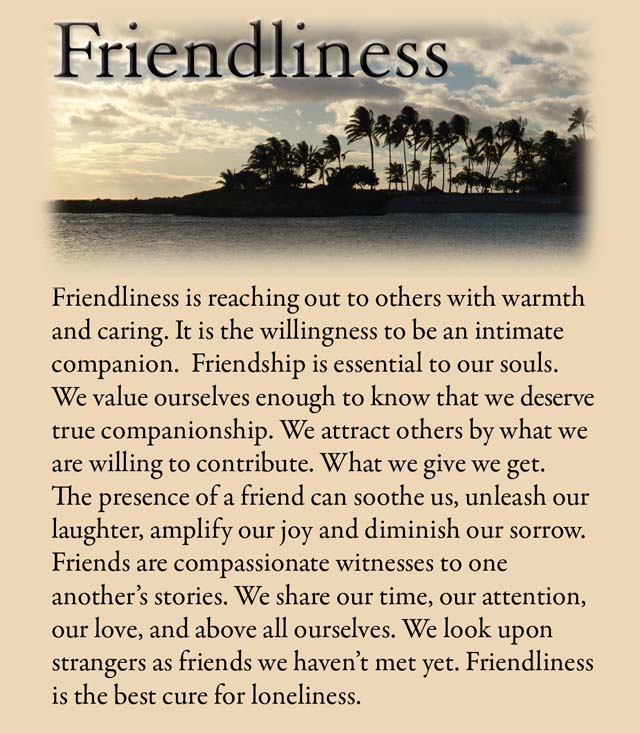 Friendliness
Friendliness is reaching out to others with warmth
and caring. It is the willingness to be an intimate
companion.  Friendship is essential to our souls.
We value ourselves enough to know that we deserve
true companionship. We attract others by what we
are willing to contribute. What we give we get.
The presence of a friend can soothe us, unleash our
laughter, amplify our joy and diminish our sorrow.
Friends are compassionate witnesses to one
another’s stories. We share our time, our attention,
our love, and above all ourselves. We look upon
strangers as friends we haven’t met yet. Friendliness
is the best cure for loneliness.